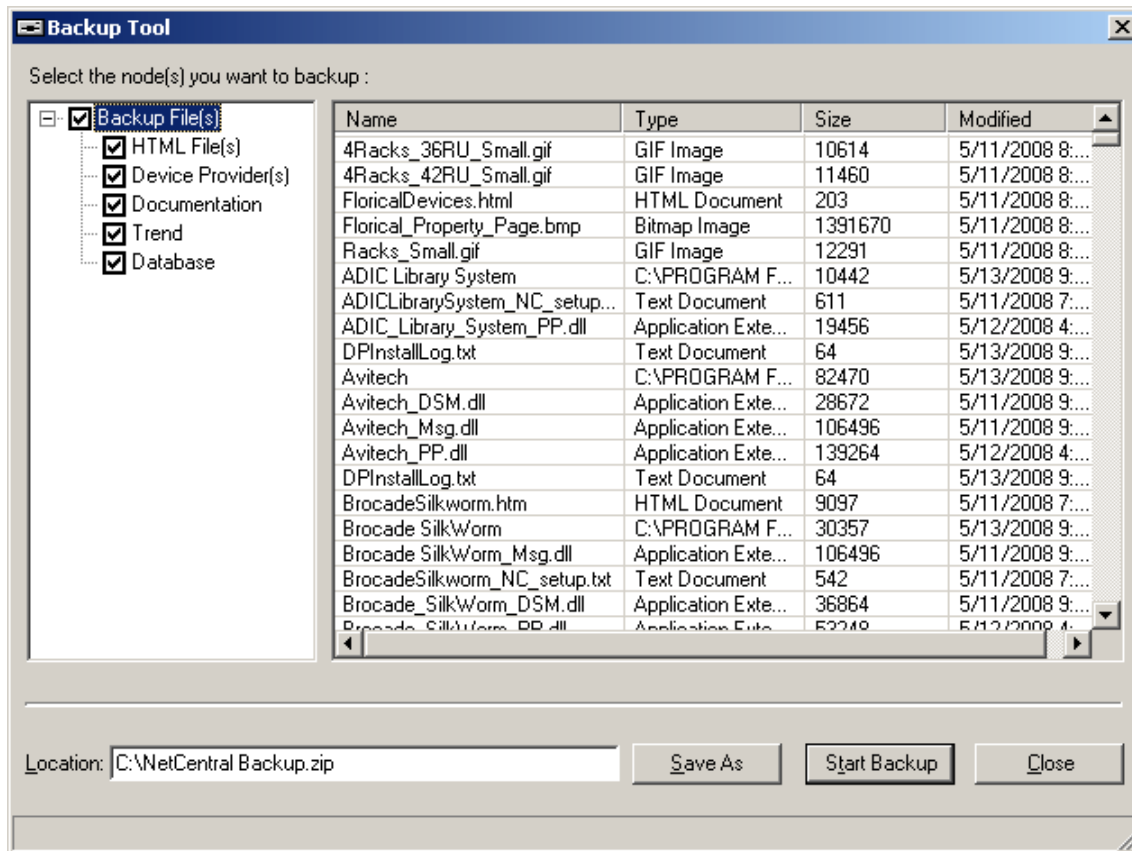 Backup Tool
Select the node(s) you want to backup :
Backup File(s)
HTML File(s)
Device Provider(s)
Documentation
Trend
Database
Name Type Size Modified
4Racks_36RU_Small.gif GIF Image 10614 5/11/2008 8:...
4Racks_42RU_Small.gif GIF Image 11460 5/11/2008 8:...
FloricalDevices.html HTML Document 203 5/11/2008 8:...
Florical_Property_Page.bmp Bitmap Image 1391670 5/11/2008 8:...
Racks_Small.gif GIF Image 12291 5/11/2008 8:...
ADIC Library System C:\PROGRAM F... 10442 5/13/2008 9:...
ADICLibrarySystem_NC_setup... Text Document 611 5/11/2008 7:...
ADIC_Library_System_PP.dll Application Exte... 19456 5/12/2008 4:...
DPInstallLog.txt Text Document 64 5/13/2008 9:...
Avitech C:\PROGRAM F... 82470 5/13/2008 9:...
Avitech_DSM.dll Application Exte... 28672 5/11/2008 9:...
Avitech_Msg.dll Application Exte... 106496 5/11/2008 9:...
Avitech_PP.dll Application Exte... 139264 5/12/2008 4:...
DPInstallLog.txt Text Document 64 5/13/2008 9:...
BrocadeSilkworm.htm HTML Document 9097 5/11/2008 7:...
Brocade SilkWorm C:\PROGRAM F... 30357 5/13/2008 9:...
Brocade SilkWorm_Msg.dll Application Exte... 106496 5/11/2008 9:...
BrocadeSilkworm_NC_setup.txt Text Document 542 5/11/2008 7:...
Brocade_SilkWorm_DSM.dll Application Exte... 36864 5/11/2008 9:...
Brocade_SilkWorm_PP.dll Application Exte... 53248 5/12/2008 4:...
Location: C:\NetCentral Backup.zip Save As Start Backup Close